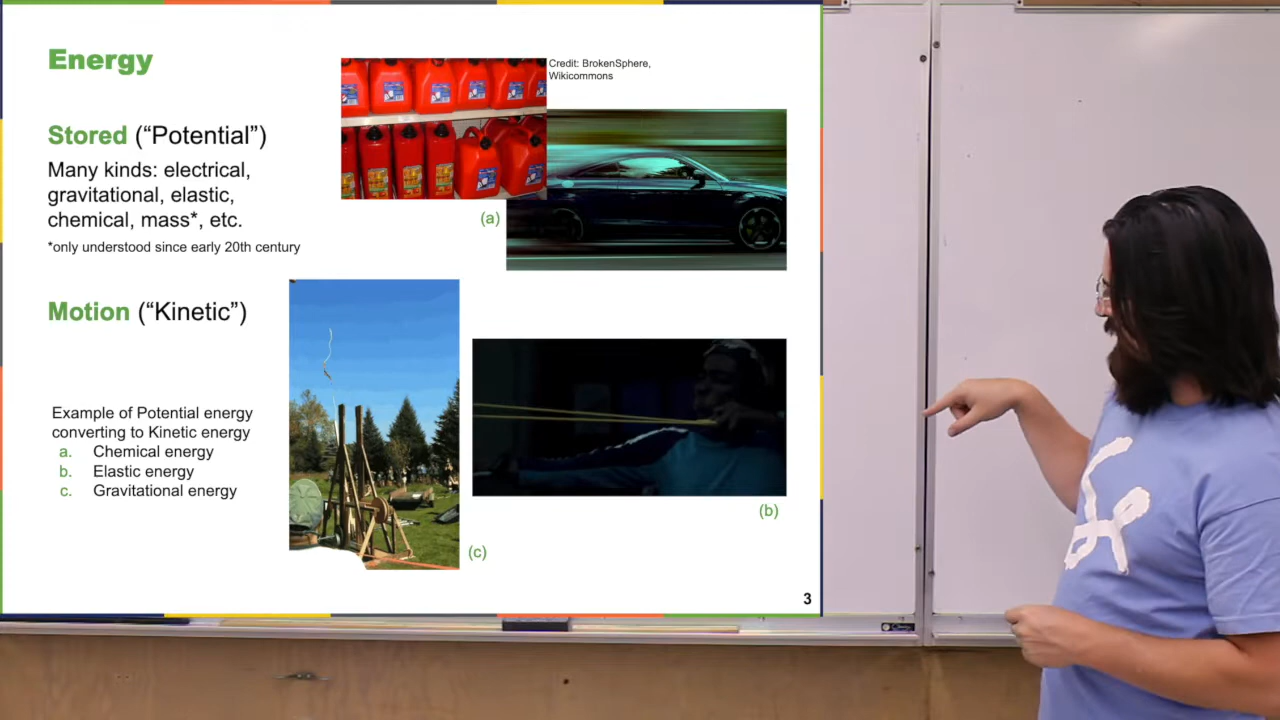 Energy
Credit: BrokenSphere,
Wikicommons
Stored (“Potential”)
Many kinds: electrical,
gravitational, elastic,
chemical, mass*, etc.
*only understood since early 20th century
(a)
Motion (“Kinetic”)
Example of Potential energy
converting to Kinetic energy
a. Chemical energy
b. Elastic energy
c. Gravitational energy
(b)
(c)
3